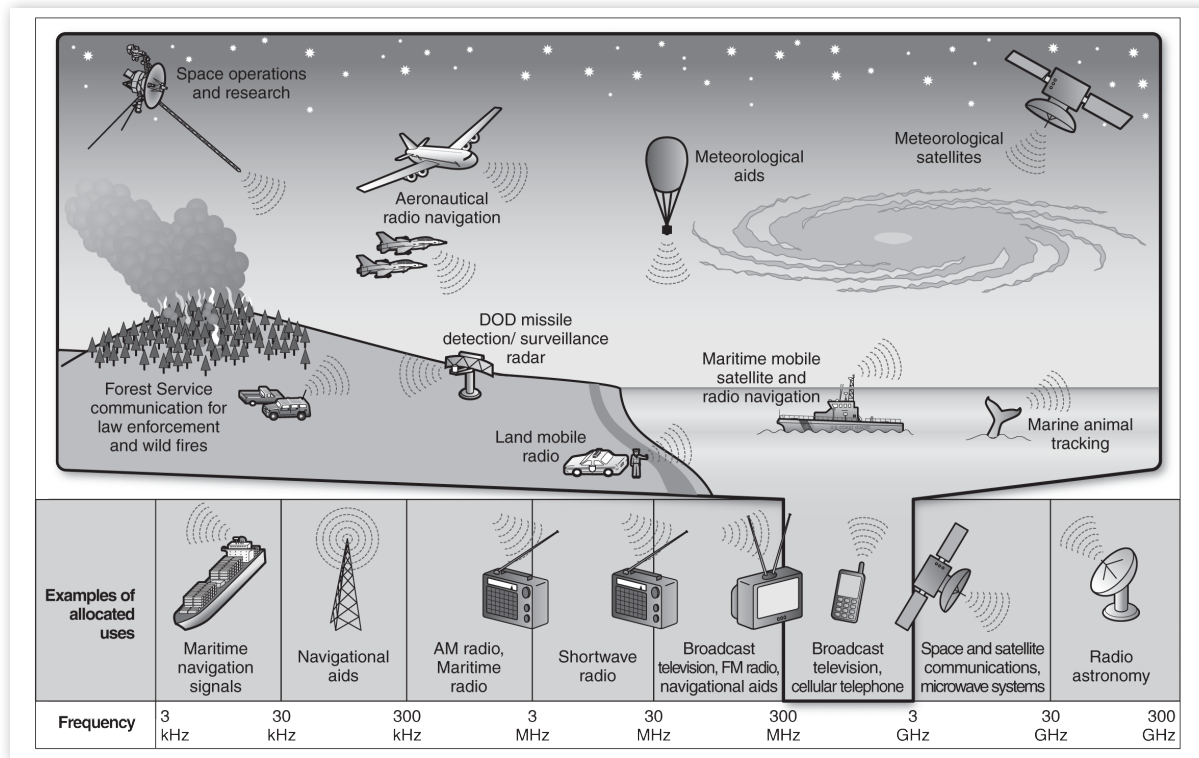 Space operations
and research
Meteorological
satellites
Meteorological
aids
Aeronautical
radio navigation
DOD missile
detection/ surveillance
radar
Maritime mobile
satellite and
radio navigation
Forest Service
communication for
law enforcement
and wild fires
Land mobile
radio
Marine animal
tracking
Examples of
allocated
uses
Maritime
navigation
signals
Navigational
aids
AM radio,
Maritime
radio
Shortwave
radio
Broadcast
television, FM radio,
navigational aids
Broadcast
television,
cellular telephone
Space and satellite
communications,
microwave systems
Radio
astronomy
Frequency
3
kHz
30
kHz
300
kHz
3
MHz
30
MHz
300
MHz
3
GHz
30
GHz
300
GHz